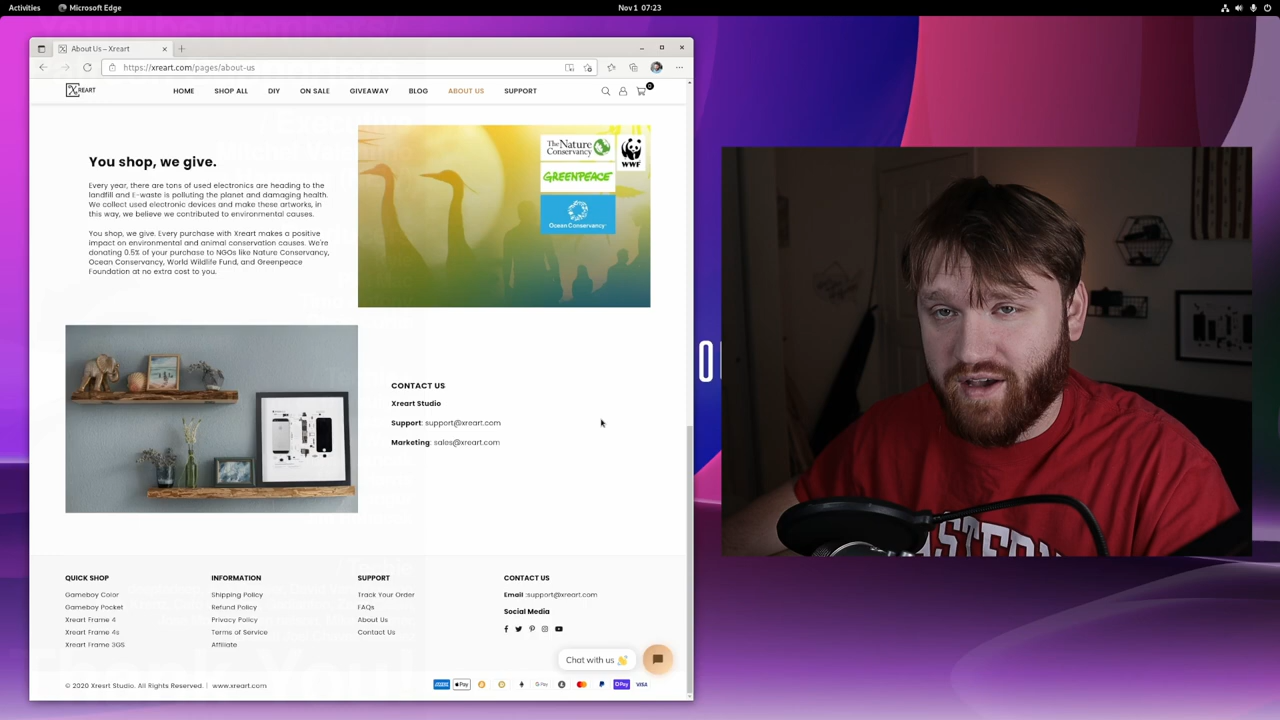 Activities
Microsoft Edge
Nov 1 07:23
About Us – Xreart
https://xreart.com/pages/about-us
XREART
HOME
SHOP ALL
DIY
ON SALE
GIVEAWAY
BLOG
ABOUT US
SUPPORT
0
You shop, we give.
Every year, there are tons of used electronics are heading to the
landfill and E-waste is polluting the planet and damaging health.
We collect used electronic devices and make these artworks, in
this way, we believe we contributed to environmental causes.
You shop, we give. Every purchase with Xreart makes a positive
impact on environmental and animal conservation causes. We're
donating 0.5% of your purchase to NGOs like Nature Conservancy,
Ocean Conservancy, World Wildlife Fund, and Greenpeace
Foundation at no extra cost to you.
The Nature
Conservancy
WWF
GREENPEACE
Ocean Conservancy
CONTACT US
Xreart Studio
Support: support@xreart.com
Marketing: sales@xreart.com
QUICK SHOP
Gameboy Color
Gameboy Pocket
Xreart Frame 4
Xreart Frame 4s
Xreart Frame 3GS
INFORMATION
Shipping Policy
Refund Policy
Privacy Policy
Terms of Service
Affiliate
SUPPORT
Track Your Order
FAQs
About Us
Contact Us
CONTACT US
Email :support@xreart.com
Social Media
Chat with us 👋
© 2020 Xresrt Studio. All Rights Reserved. | www.xreart.com
VISA
EASTERN